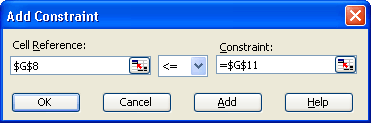 Add Constraint
Cell Reference: Constraint:
$G$8 <= =$G$11
OK Cancel Add Help